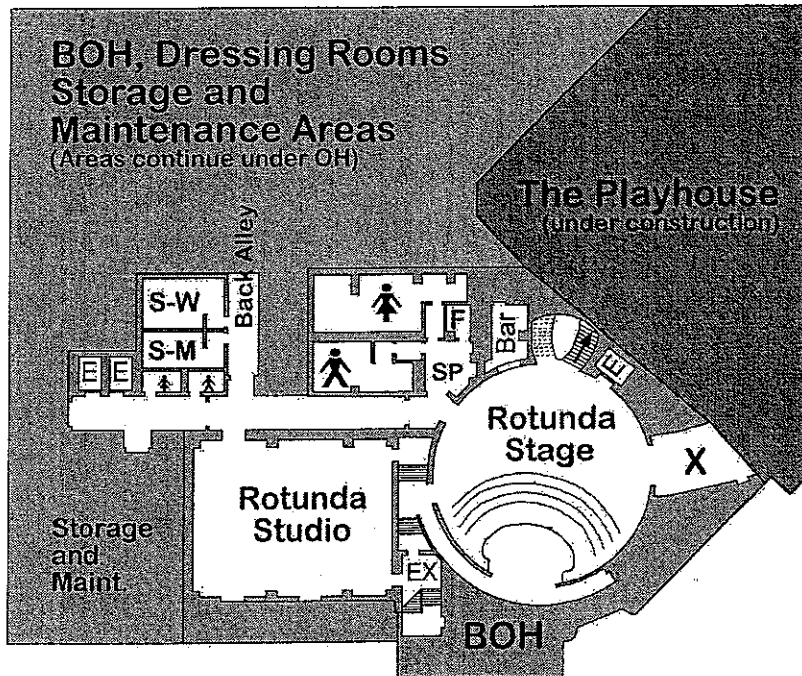 BOH, Dressing Rooms
Storage and
Maintenance Areas
(Areas continue under OH)
The Playhouse
(under construction)
Back Alley
S-W
S-M
E
E
F
SP
Bar
E
Rotunda
Stage
X
Rotunda
Studio
Storage
and
Maint.
EX
BOH